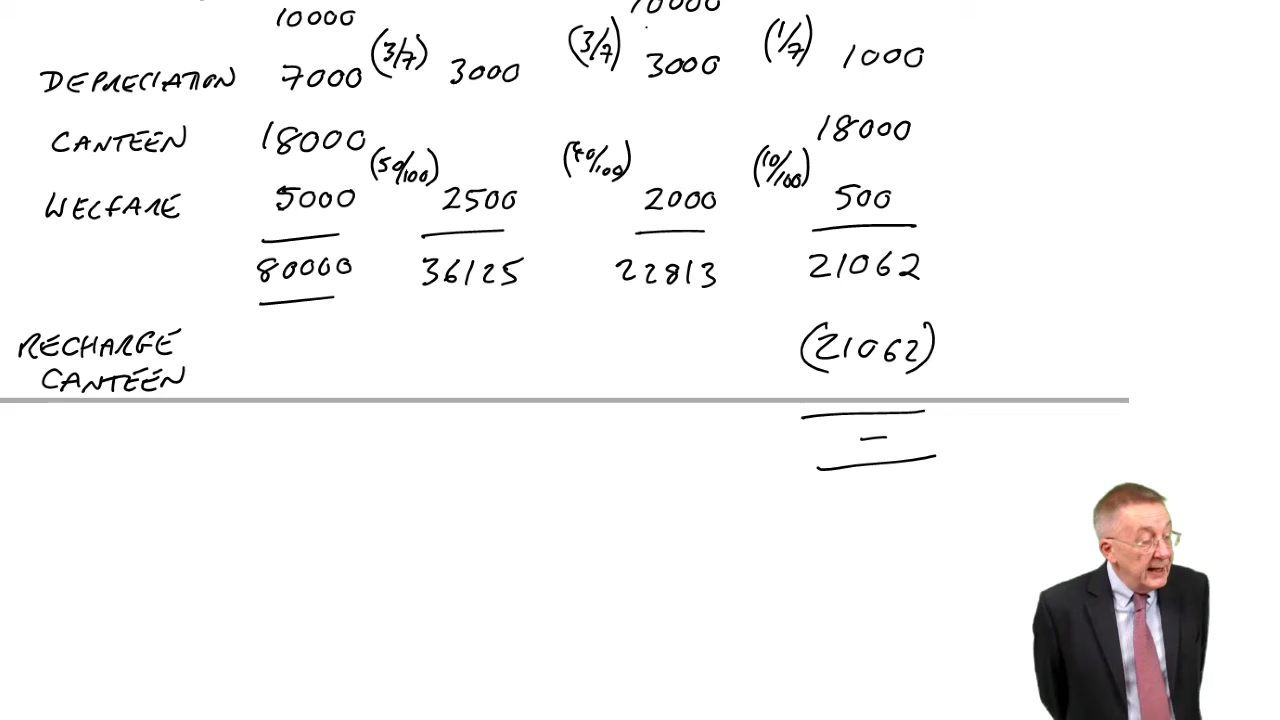 10000 10000
DEPRECIATION 7000 (3/7) 3000 (3/7) 3000 (1/7) 1000
CANTEEN 18000 18000
WELFARE 5000 (50/100) 2500 (40/100) 2000 (10/100) 500
80000 36125 22813 21062
RECHARGE (21062)
CANTEEN
–